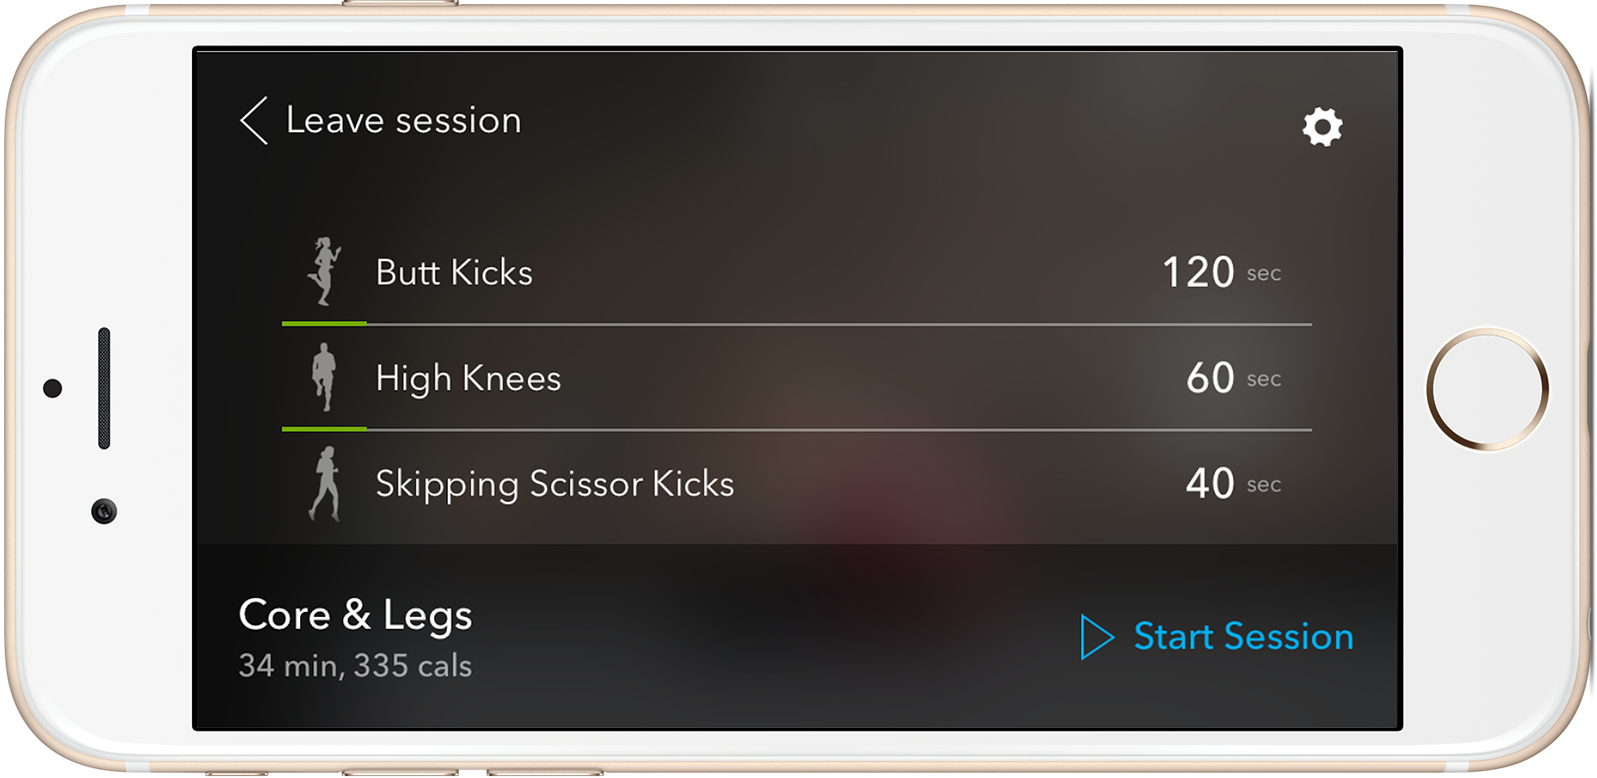 Leave session
Butt Kicks 120 sec
High Knees 60 sec
Skipping Scissor Kicks 40 sec
Core & Legs
34 min, 335 cals
Start Session